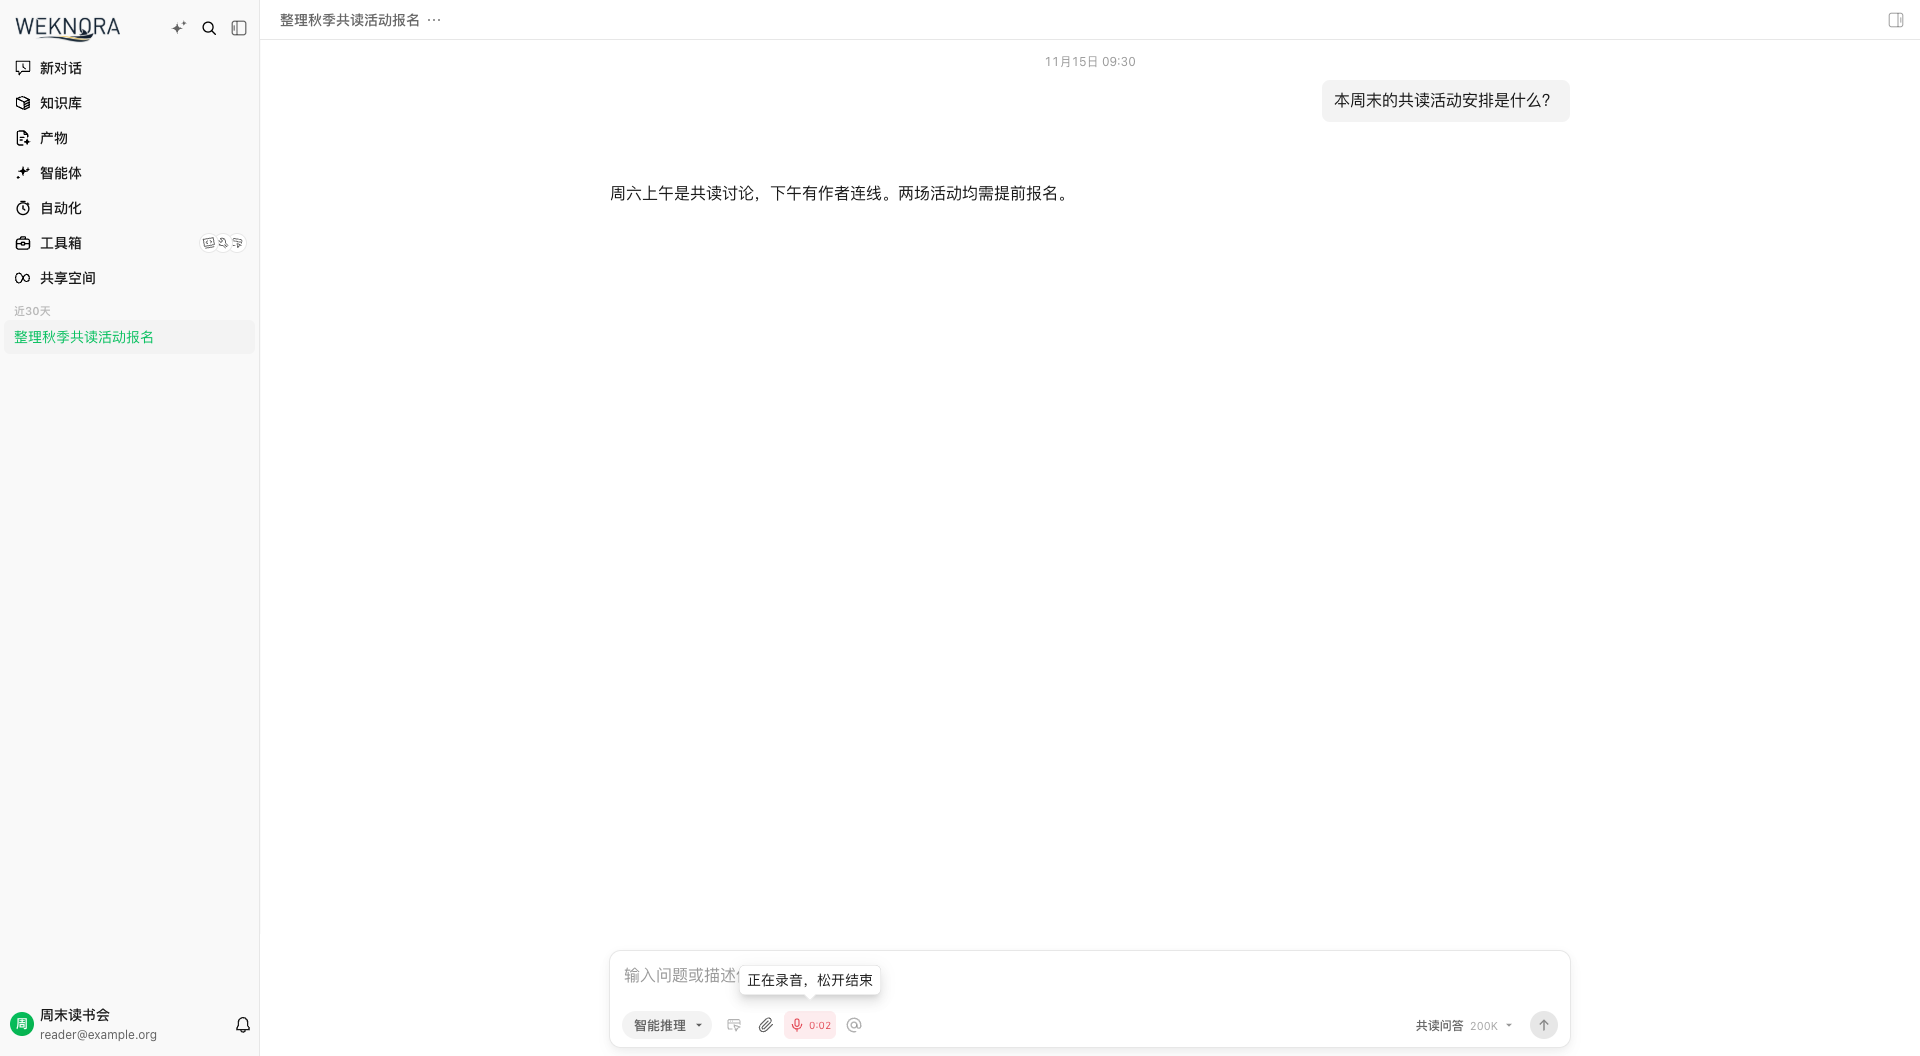 WEKNORA
新对话
知识库
产物
智能体
自动化
工具箱
共享空间
近30天
整理秋季共读活动报名
周
周末读书会
reader@example.org
整理秋季共读活动报名 ···
11月15日 09:30
本周末的共读活动安排是什么?
周六上午是共读讨论，下午有作者连线。两场活动均需提前报名。
输入问题或描述
正在录音，松开结束
智能推理
0:02
共读问答 200K